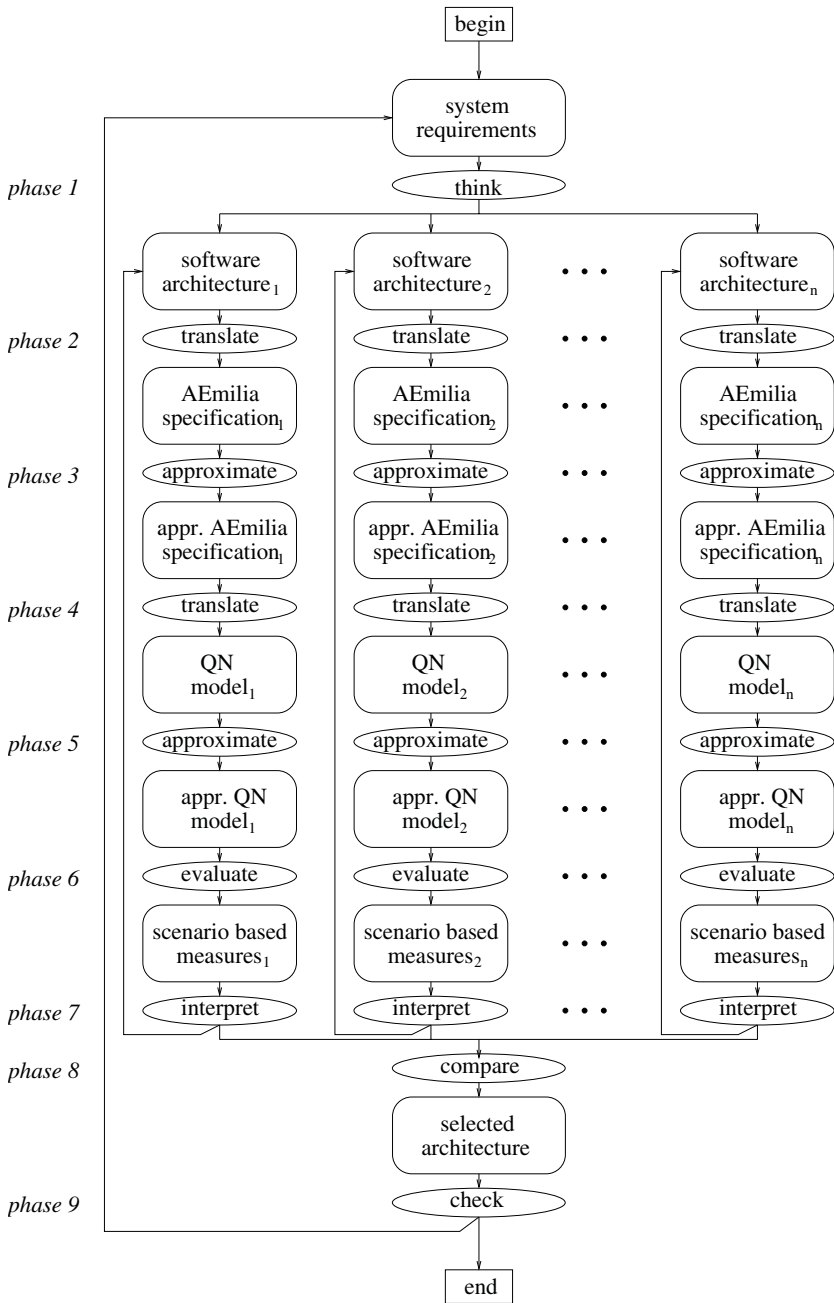 begin
system
requirements
phase 1
think
software
architecture1
software
architecture2
software
architecturen
phase 2
translate
translate
translate
AEmilia
specification1
AEmilia
specification2
AEmilia
specificationn
phase 3
approximate
approximate
approximate
appr. AEmilia
specification1
appr. AEmilia
specification2
appr. AEmilia
specificationn
phase 4
translate
translate
translate
QN
model1
QN
model2
QN
modeln
phase 5
approximate
approximate
approximate
appr. QN
model1
appr. QN
model2
appr. QN
modeln
phase 6
evaluate
evaluate
evaluate
scenario based
measures1
scenario based
measures2
scenario based
measuresn
phase 7
interpret
interpret
interpret
phase 8
compare
selected
architecture
phase 9
check
end